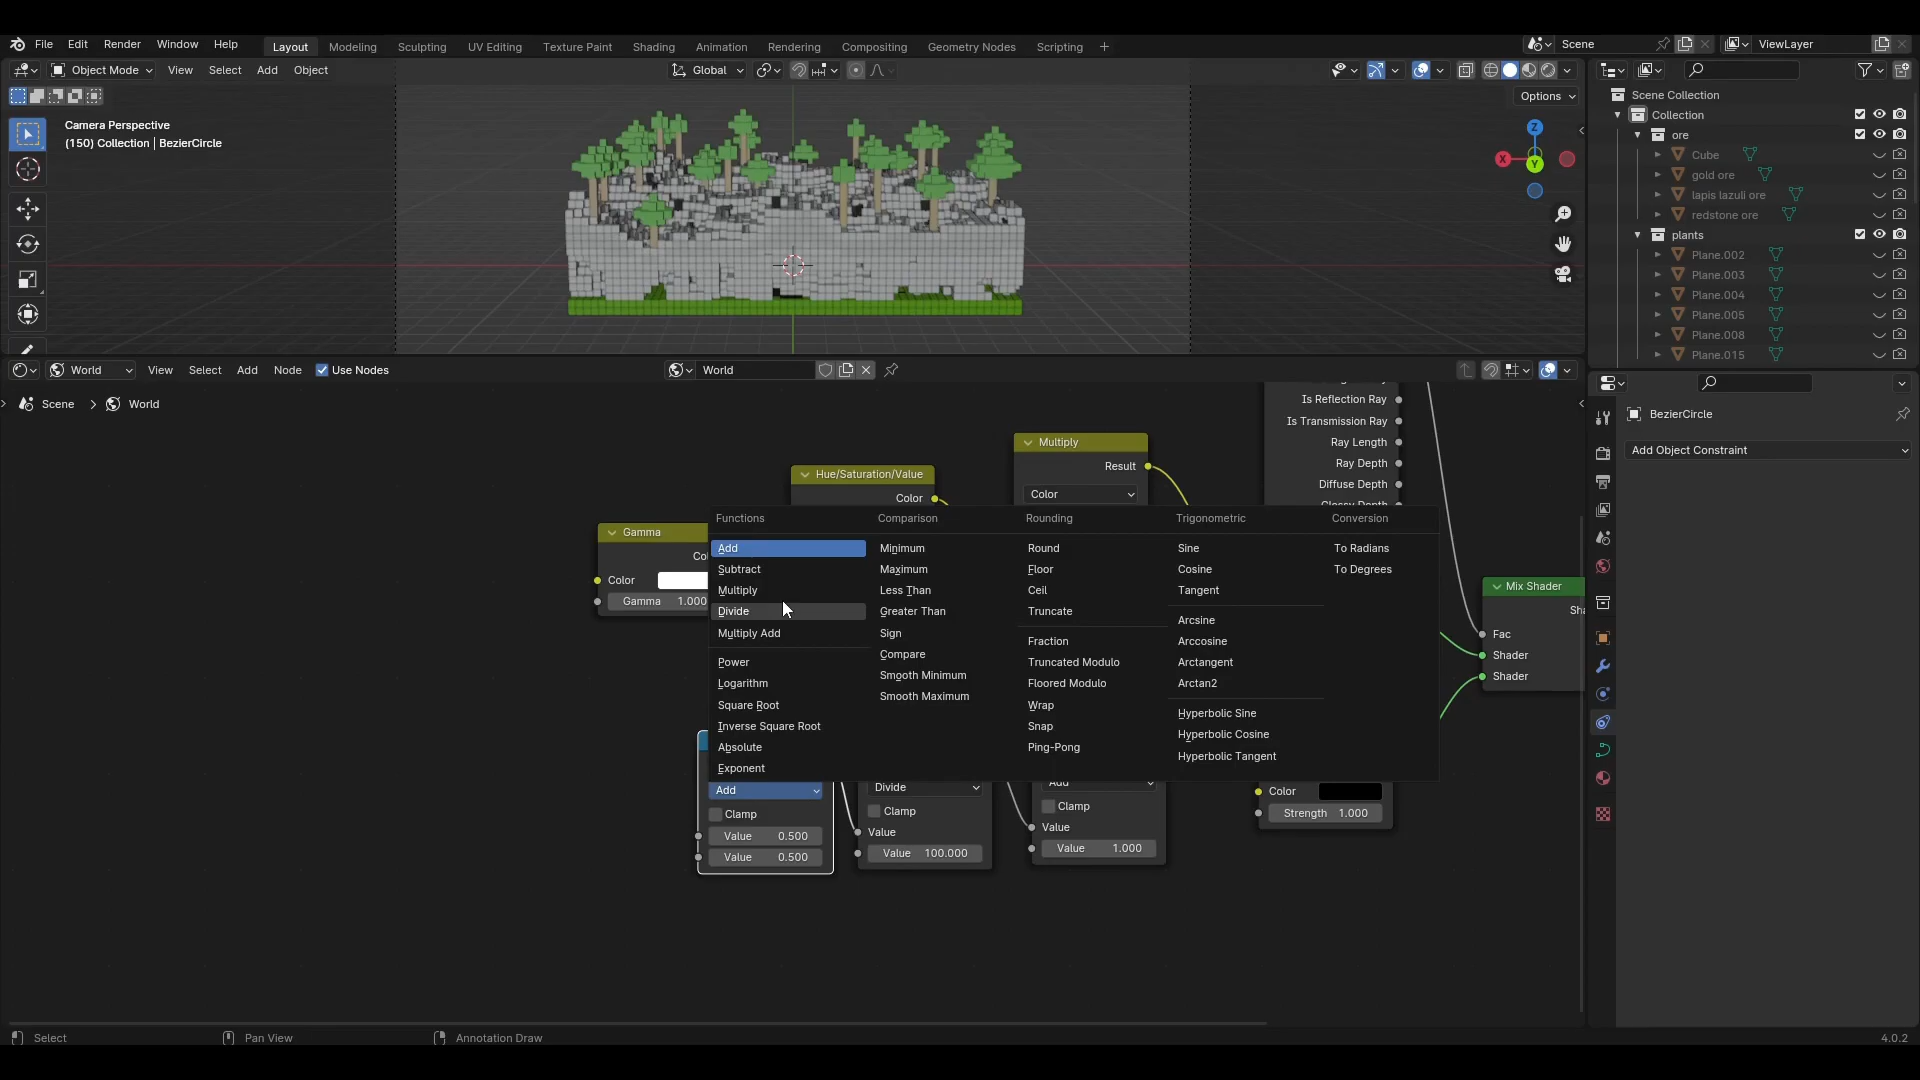 File Edit Render Window Help
Layout Modeling Sculpting UV Editing Texture Paint Shading Animation Rendering Compositing Geometry Nodes Scripting +
Scene
ViewLayer
Object Mode View Select Add Object
Global
Options
Camera Perspective
(150) Collection | BezierCircle
Z
X
Y
Scene Collection
Collection
ore
Cube
gold ore
lapis lazuli ore
redstone ore
plants
Plane.002
Plane.003
Plane.004
Plane.005
Plane.008
Plane.015
World View Select Add Node Use Nodes
World
Scene > World
BezierCircle
Add Object Constraint
Is Reflection Ray
Is Transmission Ray
Ray Length
Ray Depth
Diffuse Depth
Multiply
Result
Color
Hue/Saturation/Value
Color
Gamma
Co
Color
Gamma 1.000
Functions
Add
Subtract
Multiply
Divide
Multiply Add
Power
Logarithm
Square Root
Inverse Square Root
Absolute
Exponent
Comparison
Minimum
Maximum
Less Than
Greater Than
Sign
Compare
Smooth Minimum
Smooth Maximum
Rounding
Round
Floor
Ceil
Truncate
Fraction
Truncated Modulo
Floored Modulo
Wrap
Snap
Ping-Pong
Trigonometric
Sine
Cosine
Tangent
Arcsine
Arccosine
Arctangent
Arctan2
Hyperbolic Sine
Hyperbolic Cosine
Hyperbolic Tangent
Conversion
To Radians
To Degrees
Mix Shader
Sha
Fac
Shader
Shader
Add
Clamp
Value 0.500
Value 0.500
Divide
Clamp
Value
Value 100.000
Add
Clamp
Value
Value 1.000
Color
Strength 1.000
Select
Pan View
Annotation Draw
4.0.2